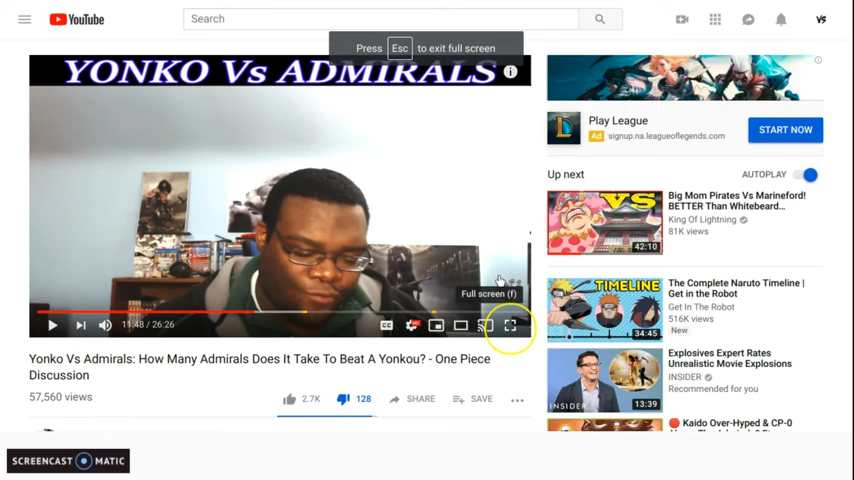 YouTube
Search
VS
Press Esc to exit full screen
YONKO Vs ADMIRALS
Play League
Ad signup.na.leagueoflegends.com
START NOW
Up next
AUTOPLAY
VS
42:10
Big Mom Pirates Vs Marineford!
BETTER Than Whitebeard...
King Of Lightning
81K views
Full screen (f)
11:48 / 26:26
CC
HD
TIMELINE
34:45
The Complete Naruto Timeline |
Get in the Robot
Get In The Robot
516K views
New
Yonko Vs Admirals: How Many Admirals Does It Take To Beat A Yonkou? - One Piece
Discussion
57,560 views
2.7K
128
SHARE
SAVE
INSIDER
13:39
Explosives Expert Rates
Unrealistic Movie Explosions
INSIDER
Recommended for you
Kaido Over-Hyped & CP-0
SCREENCAST MATIC